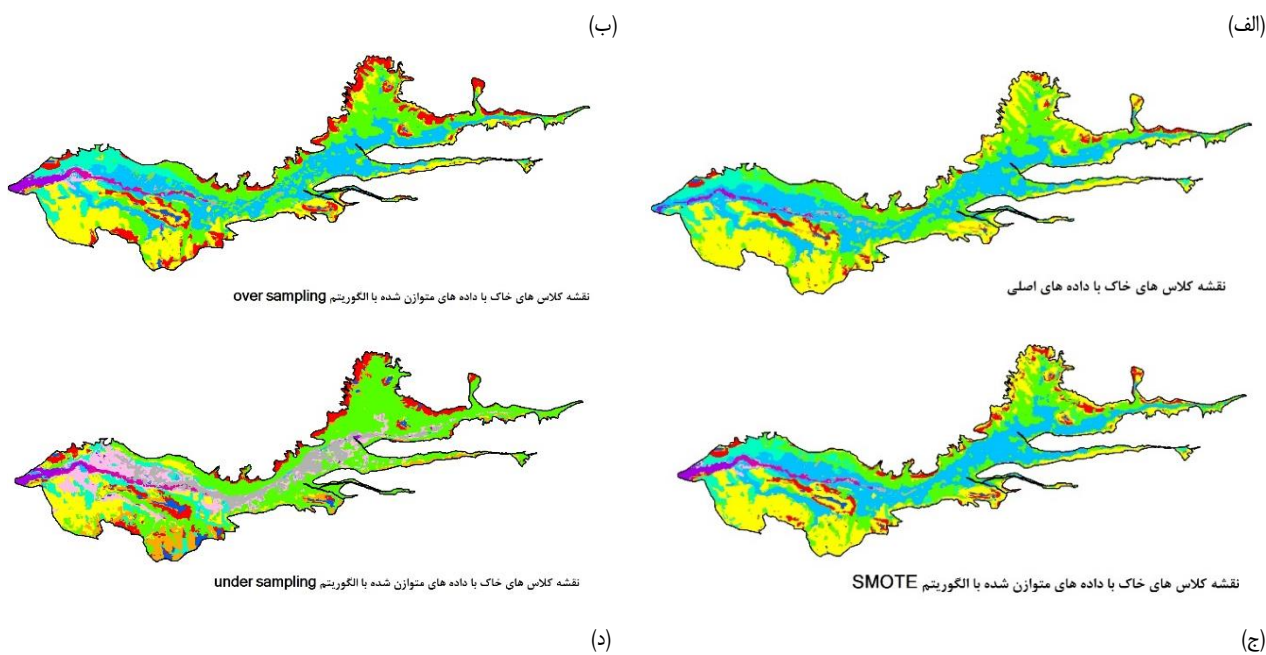 (الف)
(ب)
نقشه کلاس های خاک با داده های اصلی
نقشه کلاس های خاک با داده های متوازن شده با الگوریتم over sampling
نقشه کلاس های خاک با داده های متوازن شده با الگوریتم SMOTE
نقشه کلاس های خاک با داده های متوازن شده با الگوریتم under sampling
(ج)
(د)